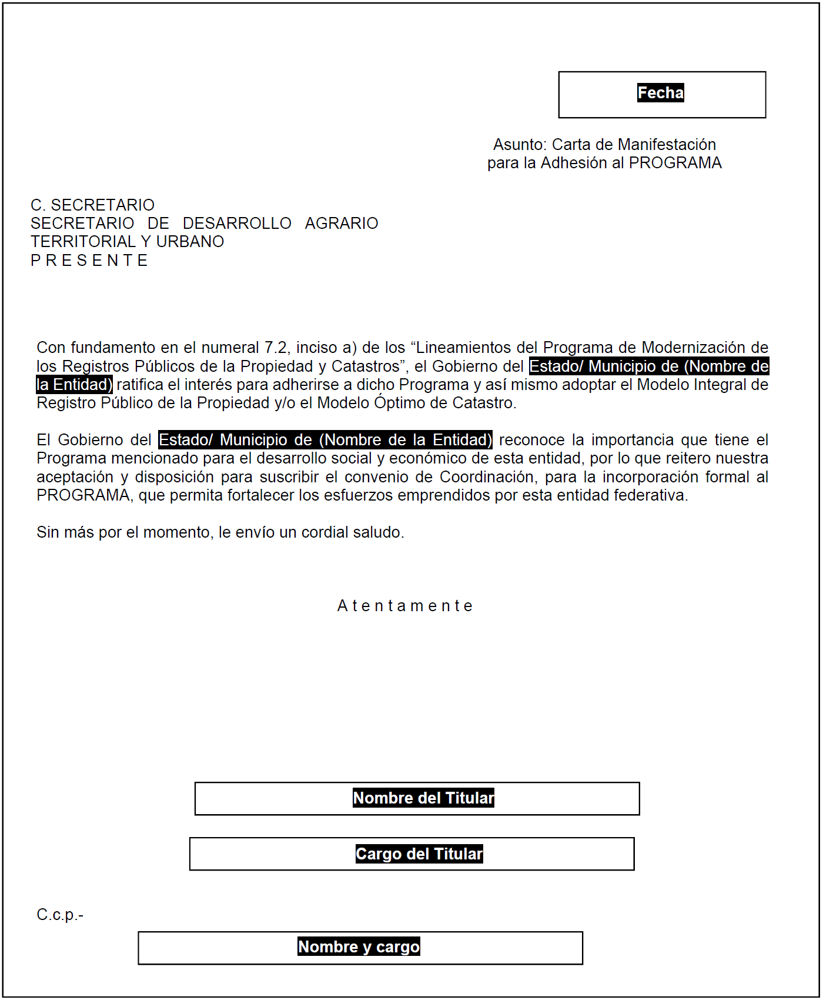 Fecha
Asunto: Carta de Manifestación
para la Adhesión al PROGRAMA
C. SECRETARIO
SECRETARIO DE DESARROLLO AGRARIO
TERRITORIAL Y URBANO
P R E S E N T E
Con fundamento en el numeral 7.2, inciso a) de los “Lineamientos del Programa de Modernización de
los Registros Públicos de la Propiedad y Catastros”, el Gobierno del Estado/ Municipio de (Nombre de
la Entidad) ratifica el interés para adherirse a dicho Programa y así mismo adoptar el Modelo Integral de
Registro Público de la Propiedad y/o el Modelo Óptimo de Catastro.
El Gobierno del Estado/ Municipio de (Nombre de la Entidad) reconoce la importancia que tiene el
Programa mencionado para el desarrollo social y económico de esta entidad, por lo que reitero nuestra
aceptación y disposición para suscribir el convenio de Coordinación, para la incorporación formal al
PROGRAMA, que permita fortalecer los esfuerzos emprendidos por esta entidad federativa.
Sin más por el momento, le envío un cordial saludo.
A t e n t a m e n t e
Nombre del Titular
Cargo del Titular
C.c.p.-
Nombre y cargo